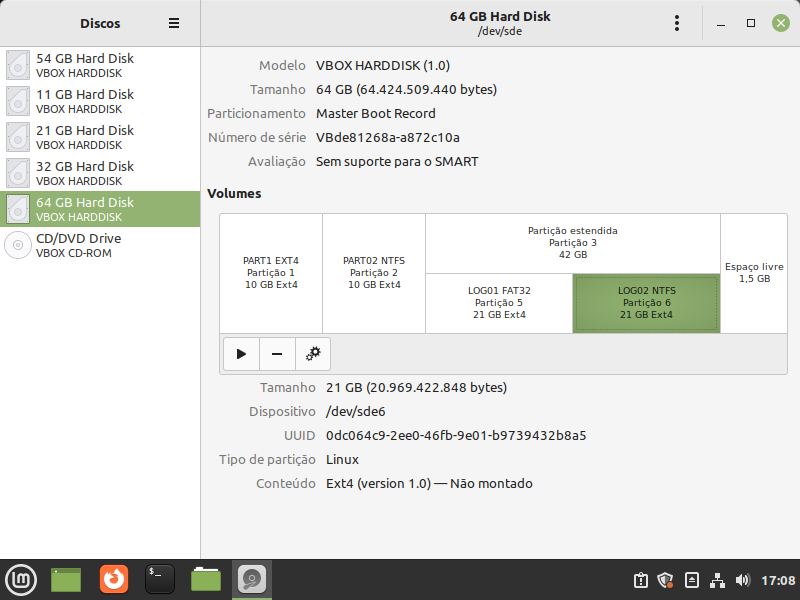 Discos
64 GB Hard Disk
/dev/sde
54 GB Hard Disk
VBOX HARDDISK
11 GB Hard Disk
VBOX HARDDISK
21 GB Hard Disk
VBOX HARDDISK
32 GB Hard Disk
VBOX HARDDISK
64 GB Hard Disk
VBOX HARDDISK
CD/DVD Drive
VBOX CD-ROM
Modelo VBOX HARDDISK (1.0)
Tamanho 64 GB (64.424.509.440 bytes)
Particionamento Master Boot Record
Número de série VBde81268a-a872c10a
Avaliação Sem suporte para o SMART
Volumes
PART1 EXT4
Partição 1
10 GB Ext4
PART02 NTFS
Partição 2
10 GB Ext4
Partição estendida
Partição 3
42 GB
LOG01 FAT32
Partição 5
21 GB Ext4
LOG02 NTFS
Partição 6
21 GB Ext4
Espaço livre
1,5 GB
Tamanho 21 GB (20.969.422.848 bytes)
Dispositivo /dev/sde6
UUID 0dc064c9-2ee0-46fb-9e01-b9739432b8a5
Tipo de partição Linux
Conteúdo Ext4 (version 1.0) — Não montado
$_
17:08